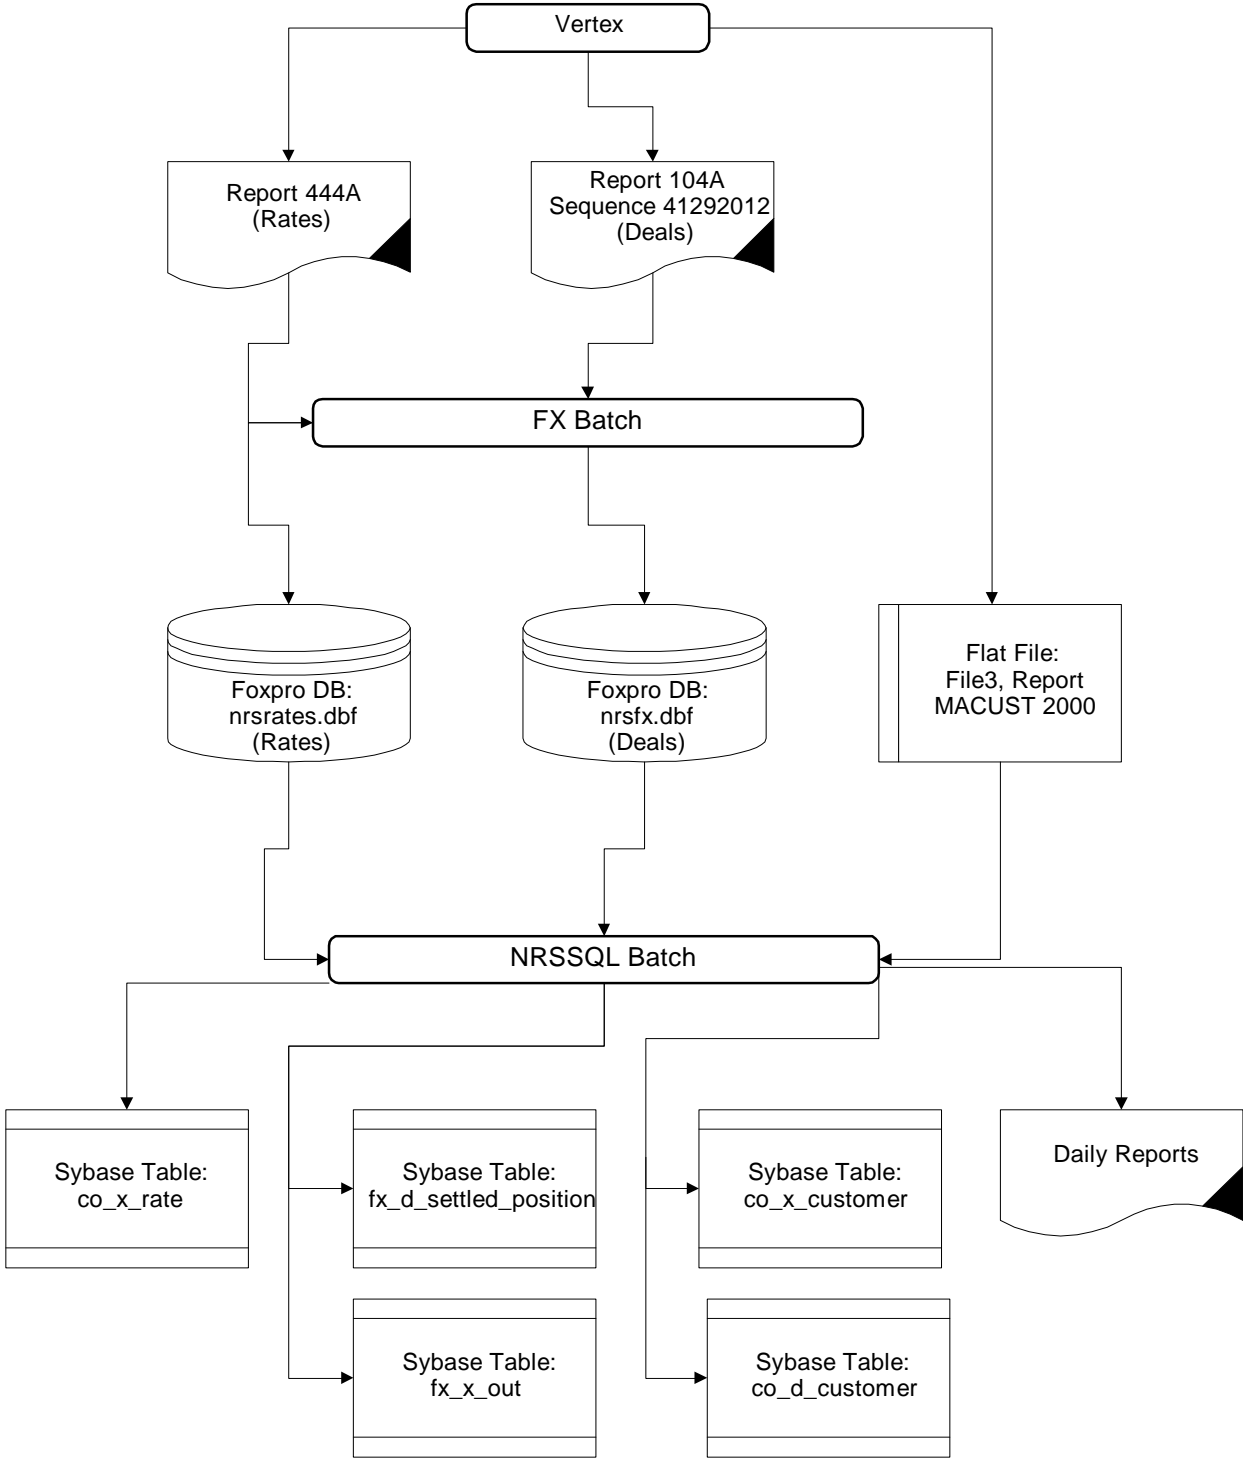 Vertex
Report 444A
(Rates)
Report 104A
Sequence 41292012
(Deals)
FX Batch
Foxpro DB:
nrsrates.dbf
(Rates)
Foxpro DB:
nrsfx.dbf
(Deals)
Flat File:
File3, Report
MACUST 2000
NRSSQL Batch
Sybase Table:
co_x_rate
Sybase Table:
fx_d_settled_position
Sybase Table:
co_x_customer
Daily Reports
Sybase Table:
fx_x_out
Sybase Table:
co_d_customer